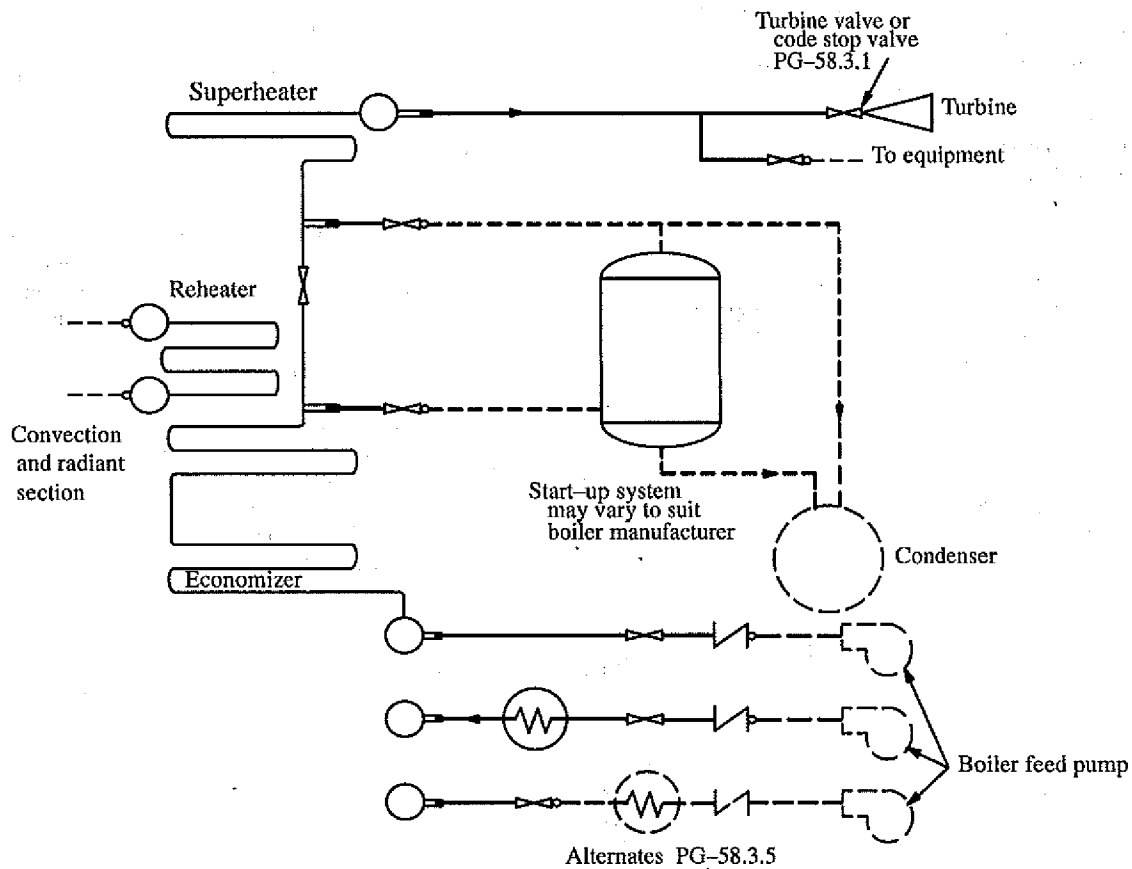 Turbine valve or
code stop valve
PG–58.3.1
Superheater
Turbine
To equipment
Reheater
Convection
and radiant
section
Start–up system
may vary to suit
boiler manufacturer
Condenser
Economizer
Boiler feed pump
Alternates PG–58.3.5